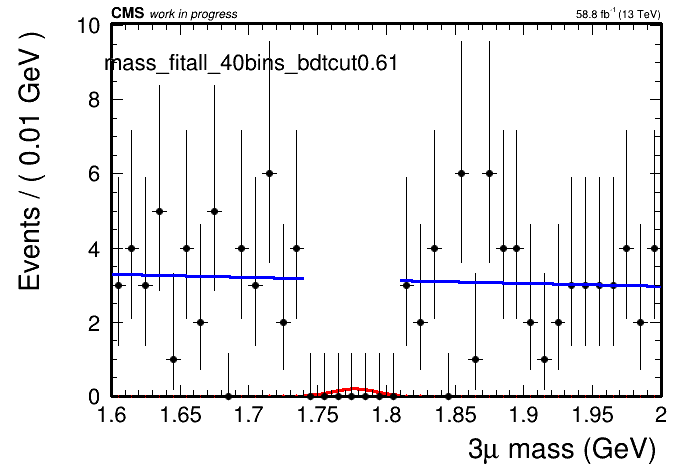 CMS work in progress
58.8 fb⁻¹ (13 TeV)
mass_fitall_40bins_bdtcut0.61
Events / ( 0.01 GeV )
10
8
6
4
2
0
1.6 1.65 1.7 1.75 1.8 1.85 1.9 1.95 2
3μ mass (GeV)